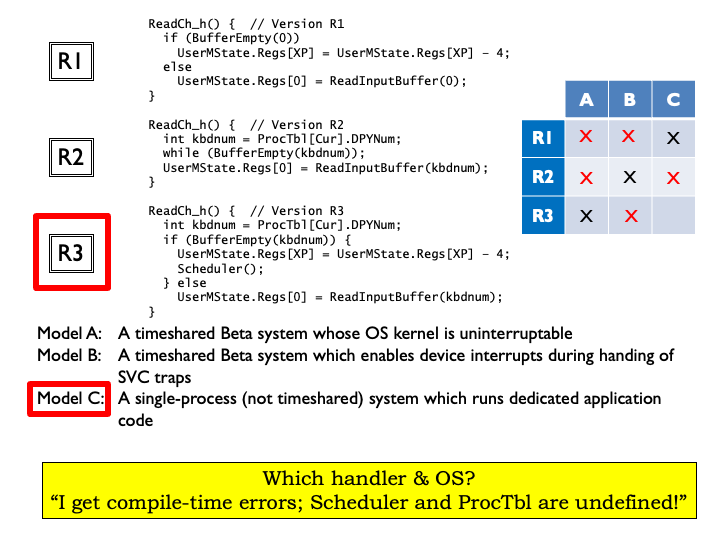 R1
ReadCh_h() {  // Version R1
  if (BufferEmpty(0))
    UserMState.Regs[XP] = UserMState.Regs[XP] - 4;
  else
    UserMState.Regs[0] = ReadInputBuffer(0);
}
R2
ReadCh_h() {  // Version R2
  int kbdnum = ProcTbl[Cur].DPYNum;
  while (BufferEmpty(kbdnum));
  UserMState.Regs[0] = ReadInputBuffer(kbdnum);
}
R3
ReadCh_h() {  // Version R3
  int kbdnum = ProcTbl[Cur].DPYNum;
  if (BufferEmpty(kbdnum)) {
    UserMState.Regs[XP] = UserMState.Regs[XP] - 4;
    Scheduler();
  } else
    UserMState.Regs[0] = ReadInputBuffer(kbdnum);
}
A B C
R1 X X X
R2 X X X
R3 X X
Model A: A timeshared Beta system whose OS kernel is uninterruptable
Model B: A timeshared Beta system which enables device interrupts during handing of
SVC traps
Model C: A single-process (not timeshared) system which runs dedicated application
code
Which handler & OS?
“I get compile-time errors; Scheduler and ProcTbl are undefined!”